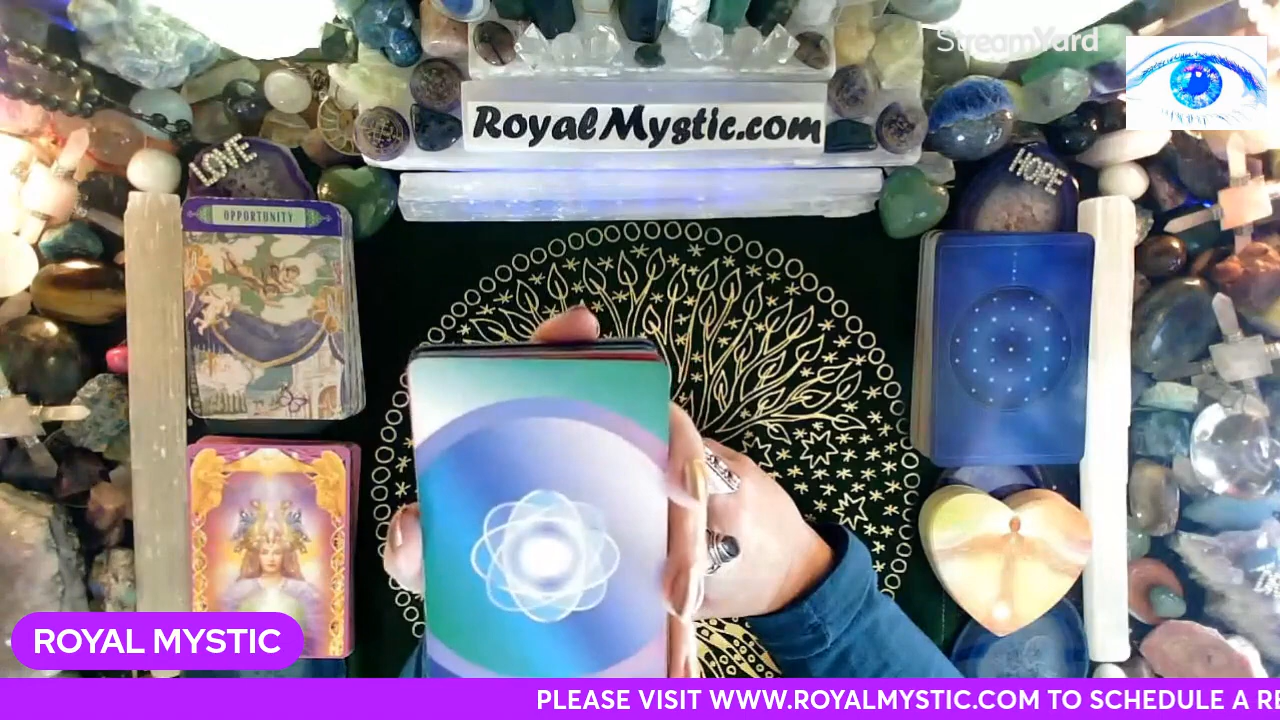 StreamYard
RoyalMystic.com
LOVE
HOPE
OPPORTUNITY
ROYAL MYSTIC
PLEASE VISIT WWW.ROYALMYSTIC.COM TO SCHEDULE A RE